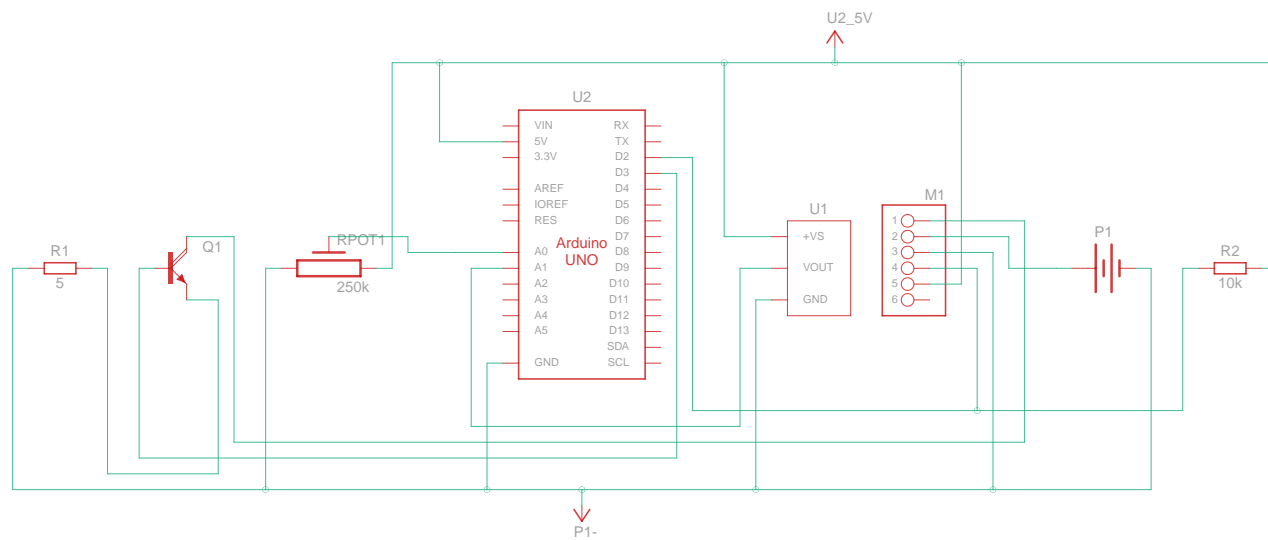 U2_5V
U2
VIN
5V
3.3V
AREF
IOREF
RES
A0
A1
A2
A3
A4
A5
GND
Arduino
UNO
RX
TX
D2
D3
D4
D5
D6
D7
D8
D9
D10
D11
D12
D13
SDA
SCL
R1
5
Q1
RPOT1
250k
U1
+VS
VOUT
GND
M1
1
2
3
4
5
6
P1
R2
10k
P1-